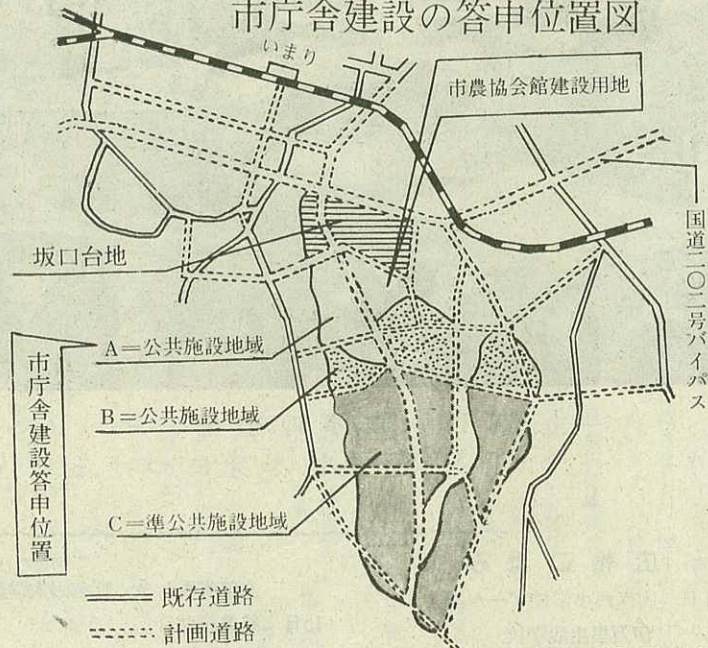 市庁舎建設の答申位置図
いまり
市農協会館建設用地
国道二〇二号バイパス
坂口台地
市庁舎建設答申位置
A=公共施設地域
B=公共施設地域
C=準公共施設地域
既存道路
計画道路